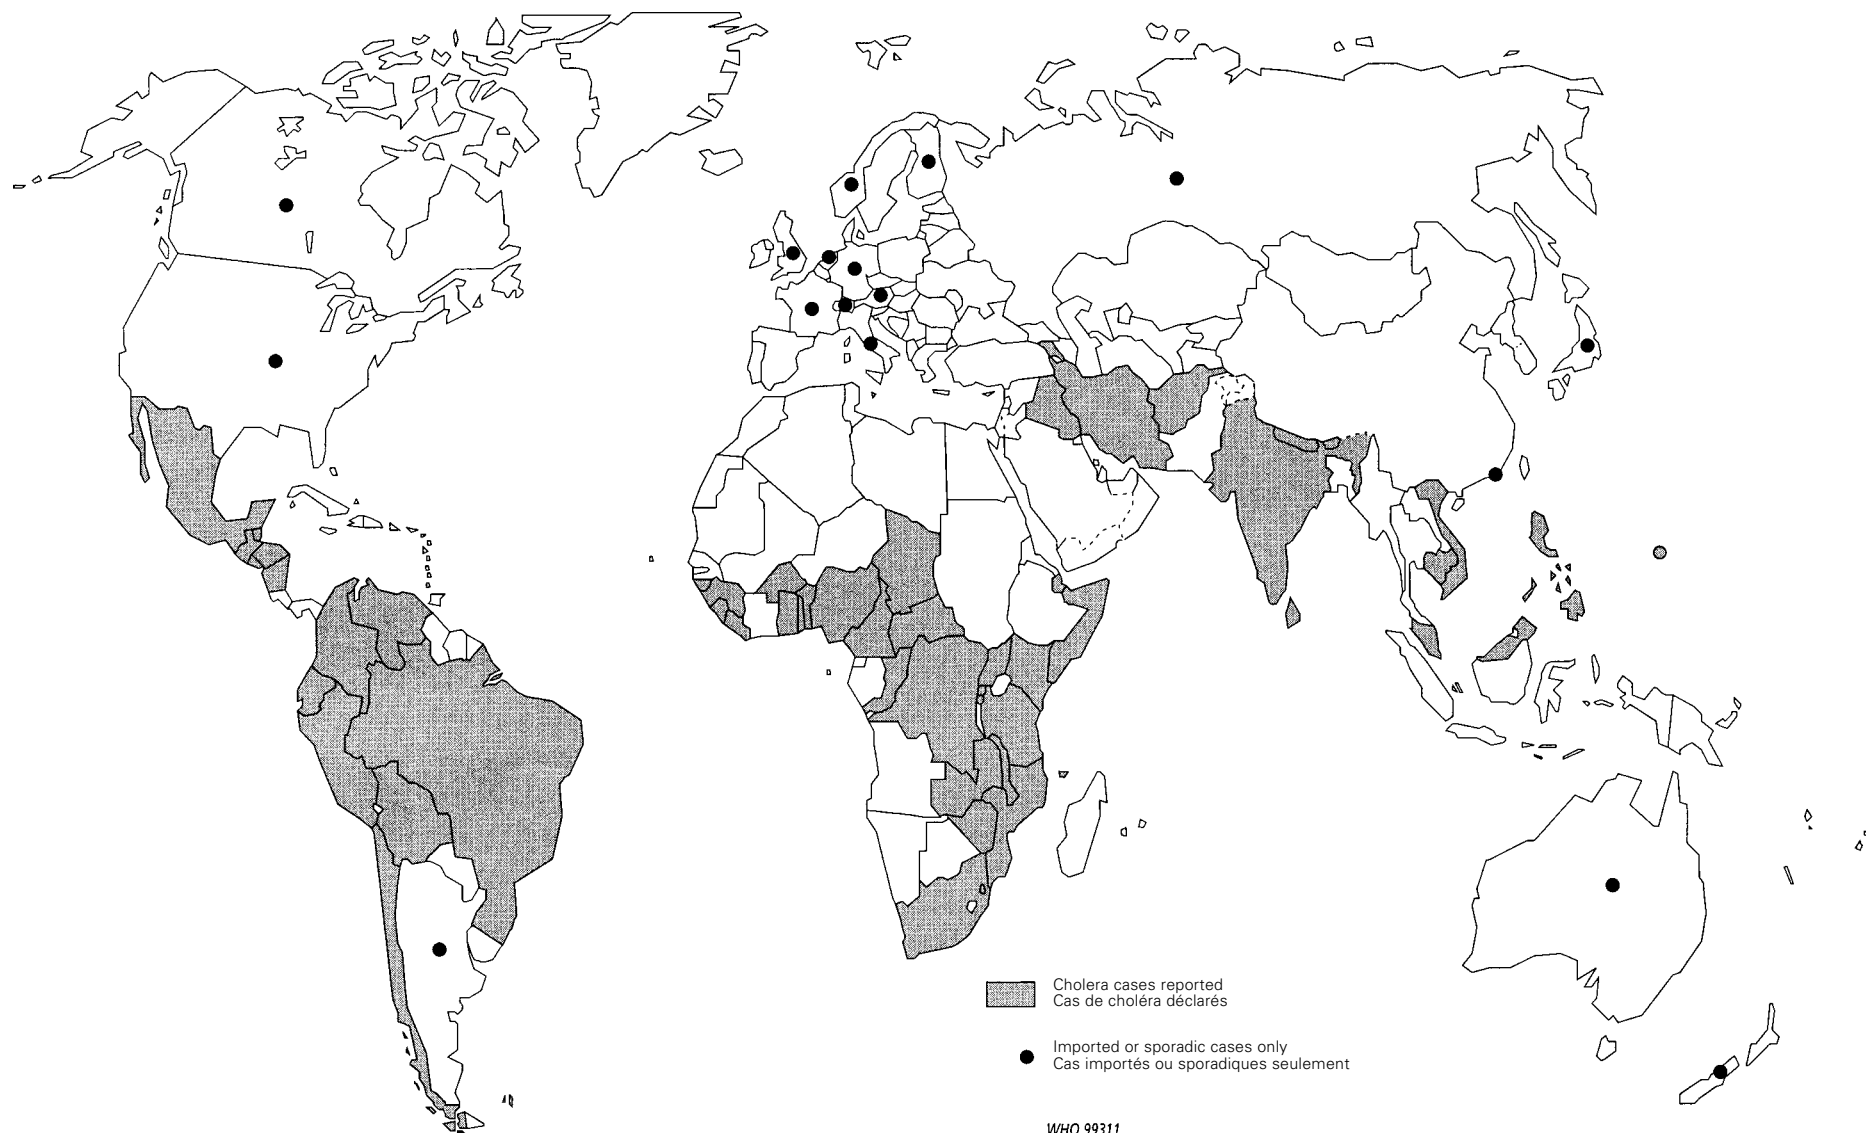 Cholera cases reported
Cas de choléra déclarés
Imported or sporadic cases only
Cas importés ou sporadiques seulement
WHO 99311